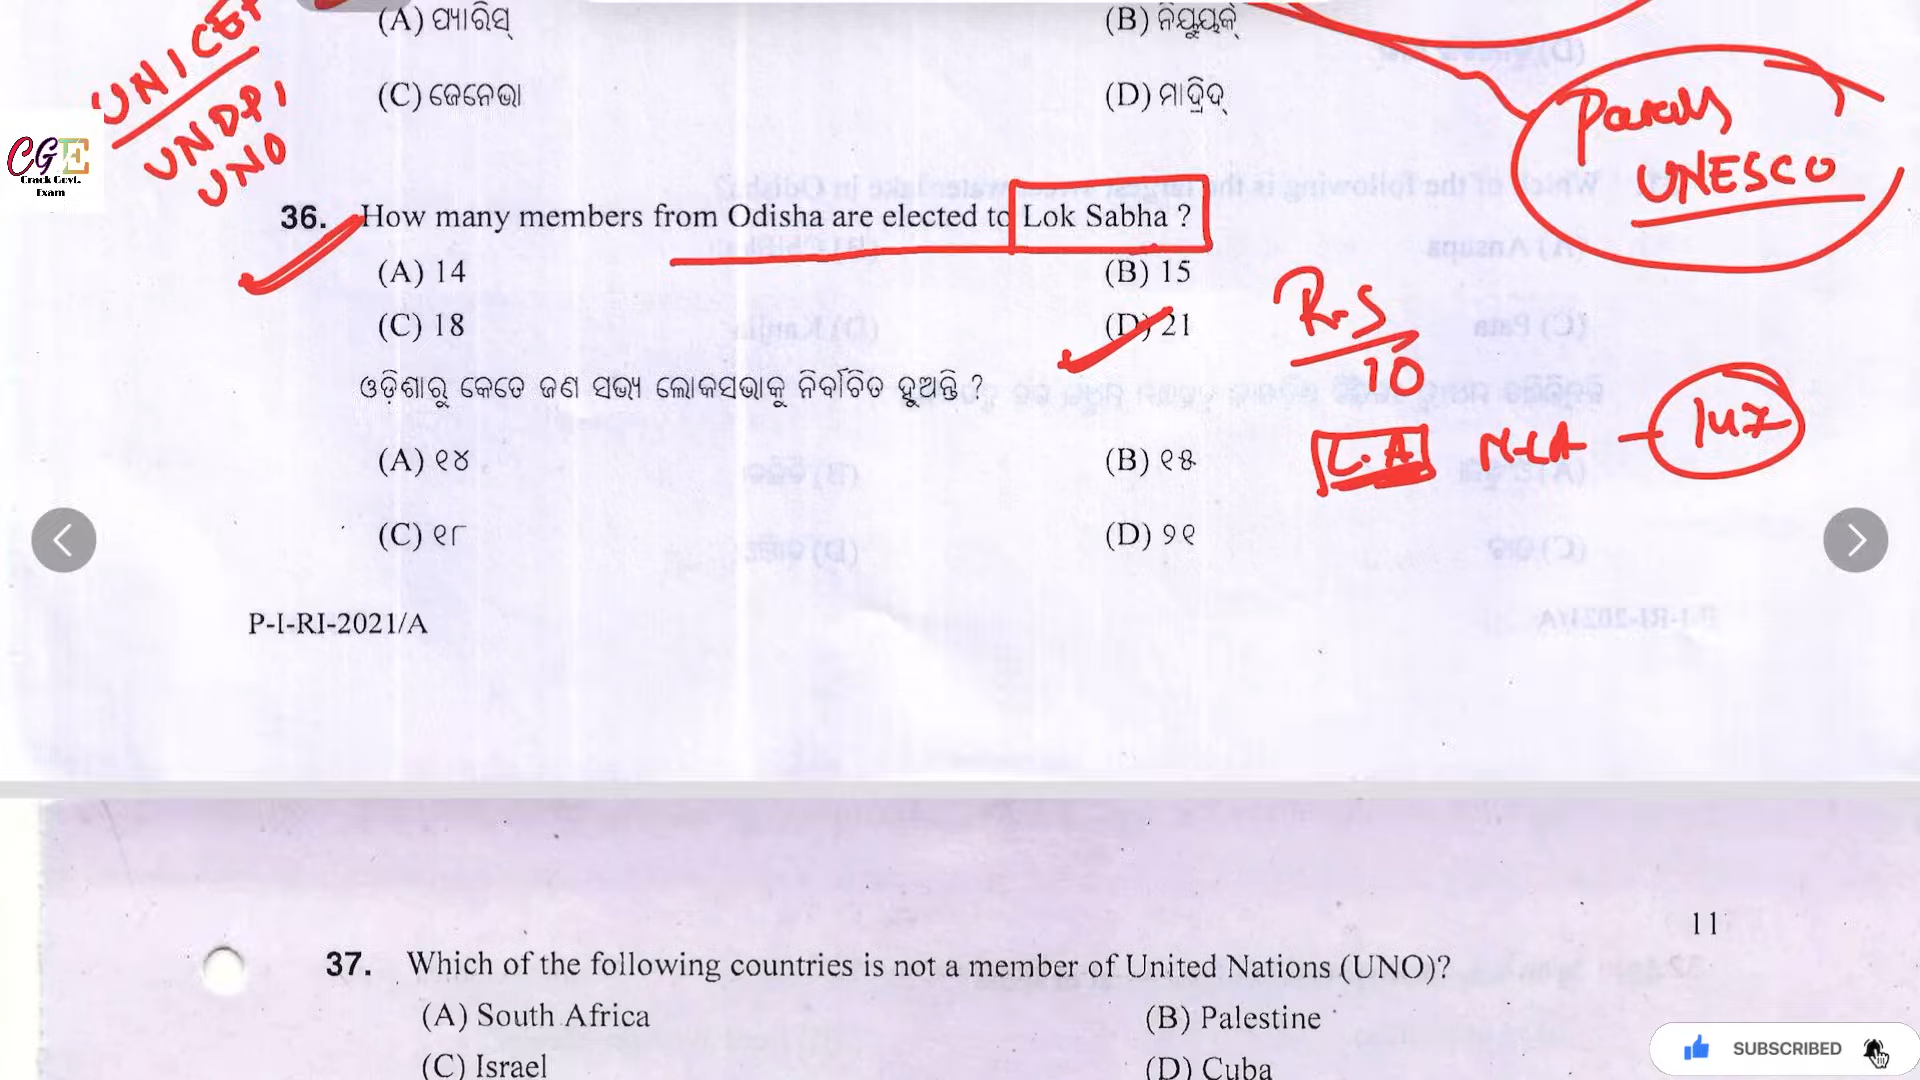 (A) ପ୍ୟାରିସ୍
(B) ନିୟୁୟର୍କ୍
(C) ଜେନେଭା
(D) ମାଡ୍ରିଦ୍
UNICEF
UNDP
UNO
UNESCO
CGE
Crack Govt.
Exam
36. How many members from Odisha are elected to Lok Sabha ?
(A) 14
(B) 15
(C) 18
(D) 21
R.S
10
L.A. MLA - 147
ଓଡ଼ିଶାରୁ କେତେ ଜଣ ସଭ୍ୟ ଲୋକସଭାକୁ ନିର୍ବାଚିତ ହୁଅନ୍ତି ?
(A) ୧୪
(B) ୧୫
(C) ୧୮
(D) ୨୧
P-I-RI-2021/A
11
37. Which of the following countries is not a member of United Nations (UNO)?
(A) South Africa
(B) Palestine
(C) Israel
(D) Cuba
SUBSCRIBED